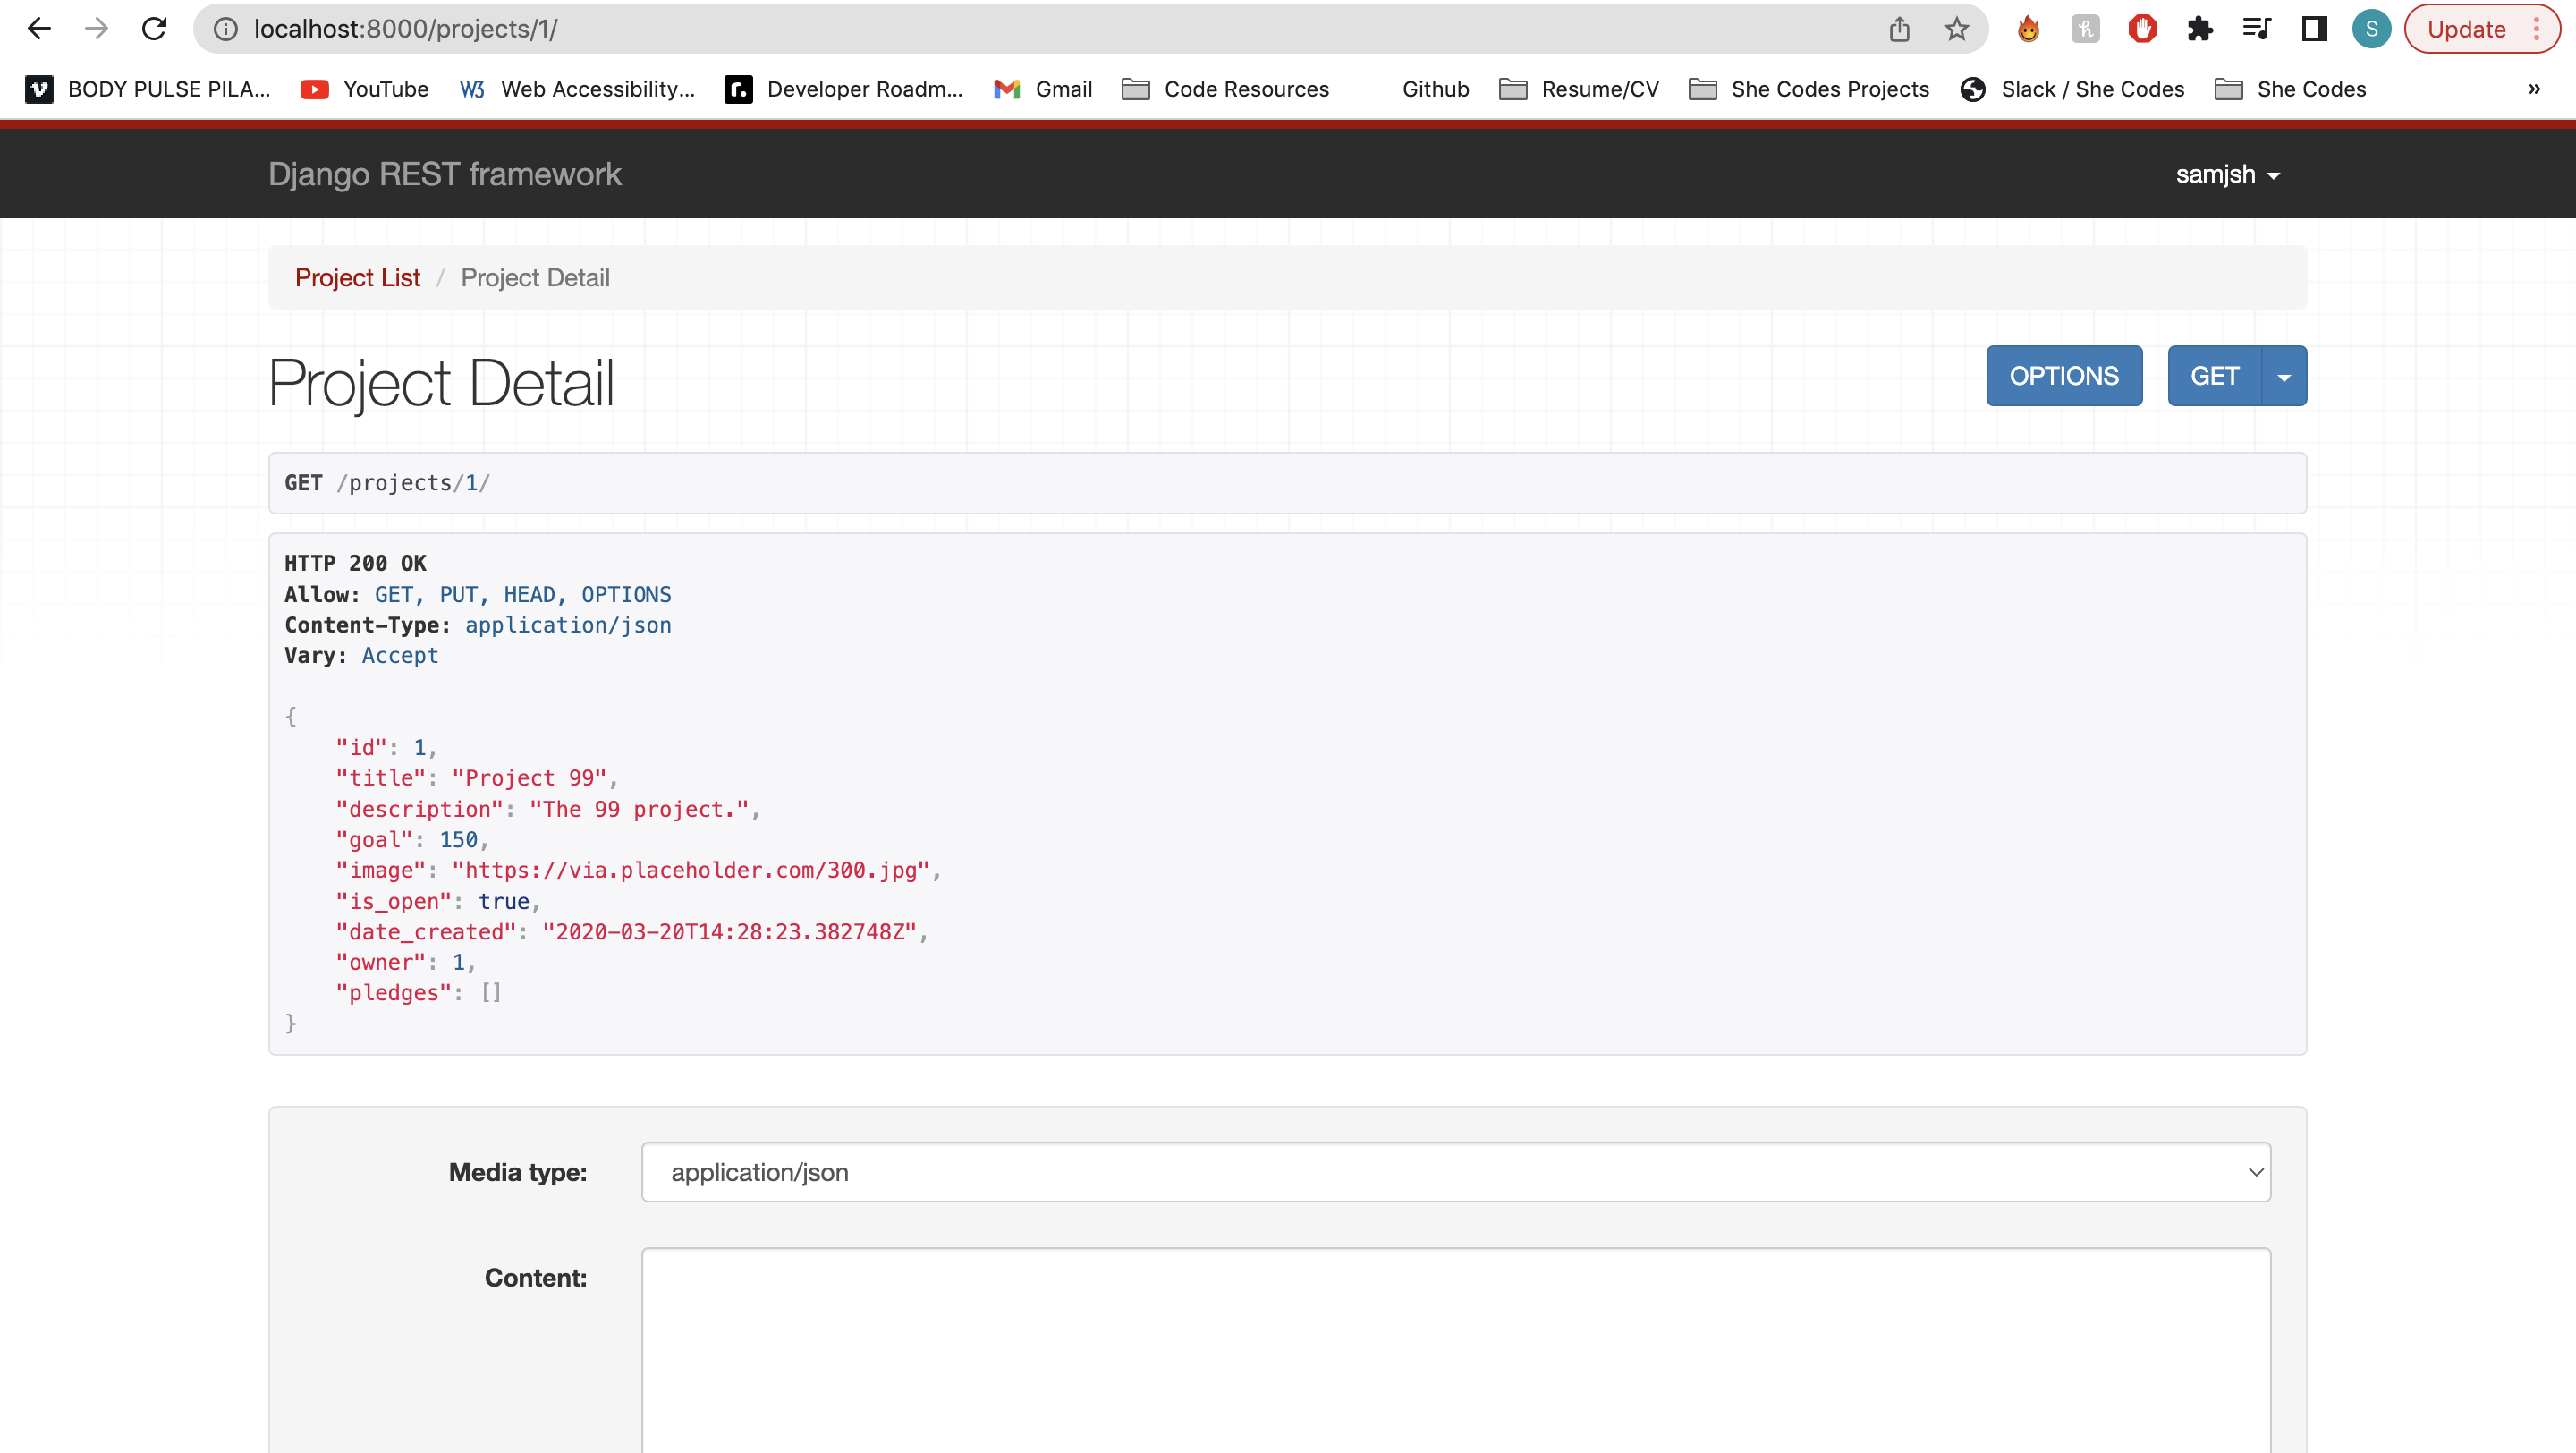 localhost:8000/projects/1/
S
Update
BODY PULSE PILA... YouTube W3 Web Accessibility... r. Developer Roadm... Gmail Code Resources Github Resume/CV She Codes Projects Slack / She Codes She Codes »
Django REST framework samjsh
Project List / Project Detail
Project Detail OPTIONS GET
GET /projects/1/
HTTP 200 OK
Allow: GET, PUT, HEAD, OPTIONS
Content-Type: application/json
Vary: Accept
{
"id": 1,
"title": "Project 99",
"description": "The 99 project.",
"goal": 150,
"image": "https://via.placeholder.com/300.jpg",
"is_open": true,
"date_created": "2020-03-20T14:28:23.382748Z",
"owner": 1,
"pledges": []
}
Media type: application/json
Content: